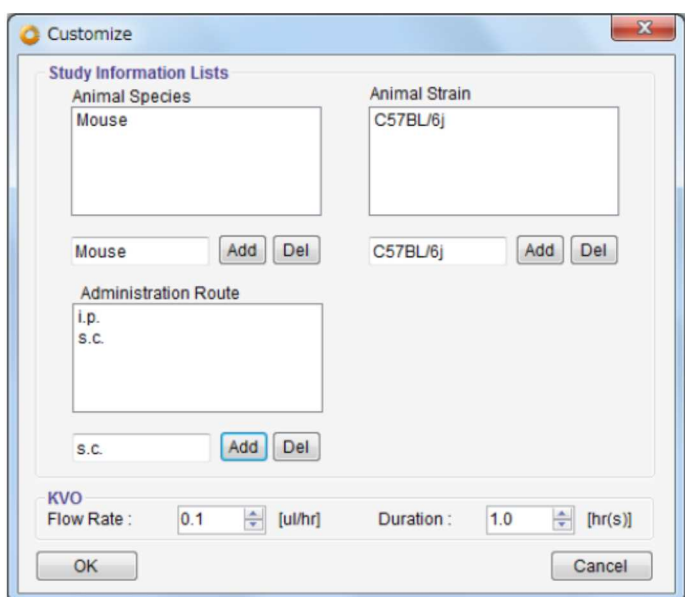 Customize
Study Information Lists
Animal Species
Animal Strain
Mouse
C57BL/6j
Mouse Add Del
C57BL/6j Add Del
Administration Route
i.p.
s.c.
s.c. Add Del
KVO
Flow Rate : 0.1 [ul/hr] Duration : 1.0 [hr(s)]
OK Cancel